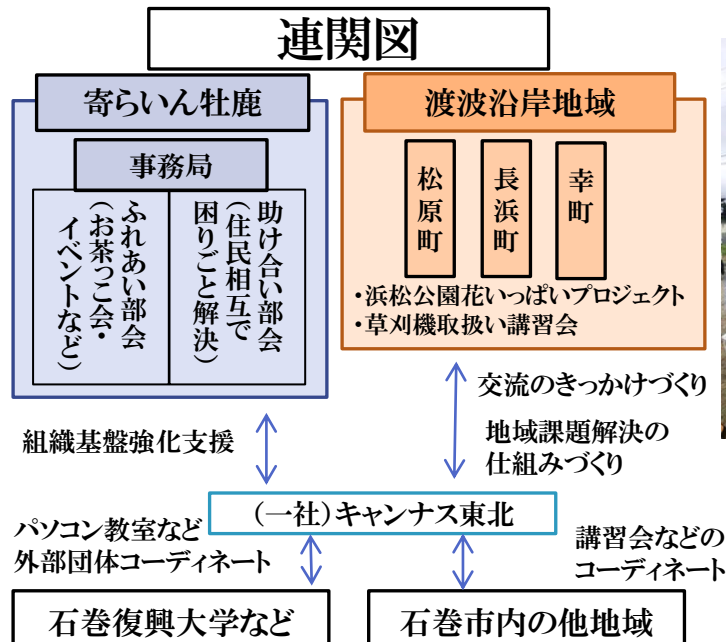 連関図
寄らいん牡鹿
事務局
助け合い部会
(住民相互で
困りごと解決)
ふれあい部会
(お茶っこ会・
イベントなど)
渡波沿岸地域
松原町
長浜町
幸町
・浜松公園花いっぱいプロジェクト
・草刈機取扱い講習会
組織基盤強化支援
交流のきっかけづくり
地域課題解決の
仕組みづくり
(一社)キャンナス東北
パソコン教室など
外部団体コーディネート
講習会などの
コーディネート
石巻復興大学など
石巻市内の他地域